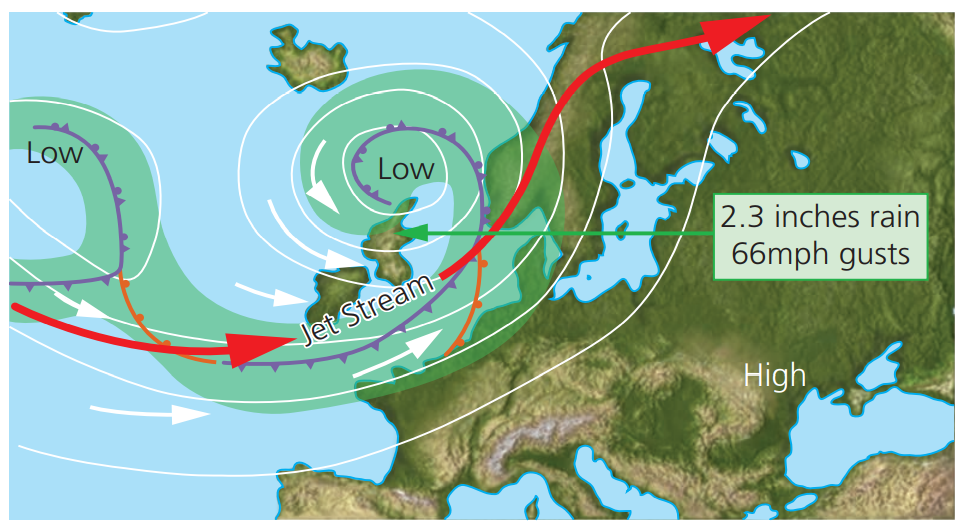 Low
Low
2.3 inches rain
66mph gusts
Jet Stream
High